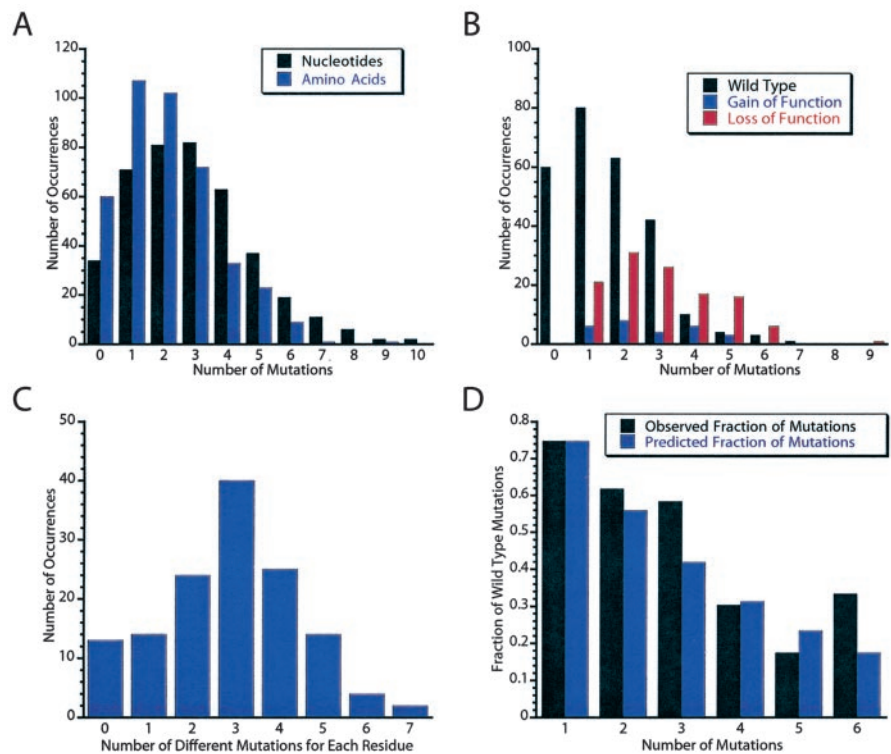 A
Number of Occurrences
120
100
80
60
40
20
0
Nucleotides
Amino Acids
0 1 2 3 4 5 6 7 8 9 10
Number of Mutations
B
Number of Occurrences
100
80
60
40
20
0
Wild Type
Gain of Function
Loss of Function
0 1 2 3 4 5 6 7 8 9
Number of Mutations
C
Number of Occurrences
50
40
30
20
10
0
0 1 2 3 4 5 6 7
Number of Different Mutations for Each Residue
D
Fraction of Wild Type Mutations
0.8
0.7
0.6
0.5
0.4
0.3
0.2
0.1
0
Observed Fraction of Mutations
Predicted Fraction of Mutations
1 2 3 4 5 6
Number of Mutations